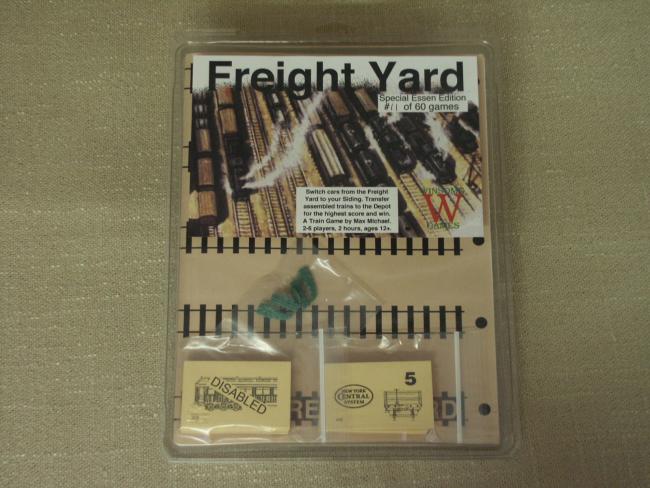 Freight Yard
Special Essen Edition
#11 of 60 games
Switch cars from the Freight
Yard to your Siding. Transfer
assembled trains to the Depot
for the highest score and win.
A Train Game by Max Michael.
2-6 players, 2 hours, ages 12+.
WINSOME
W
GAMES
DISABLED
5
NEW YORK
CENTRAL
SYSTEM